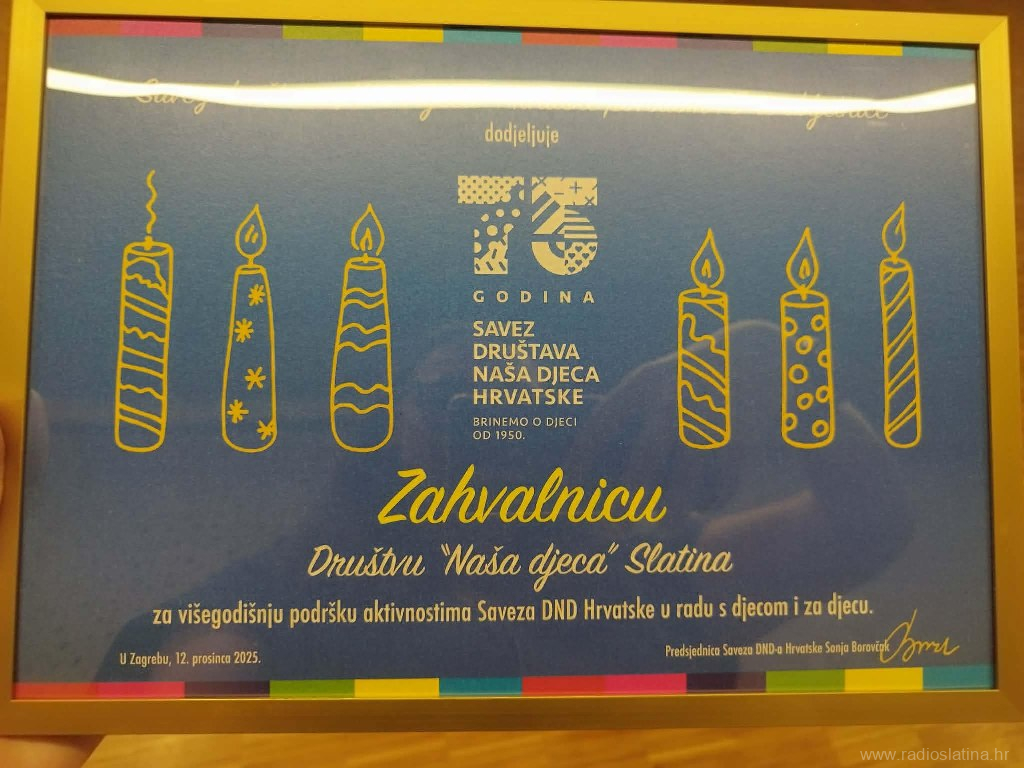 dodjeljuje
75
GODINA
SAVEZ
DRUŠTAVA
NAŠA DJECA
HRVATSKE
BRINEMO O DJECI
OD 1950.
Zahvalnicu
Društvu "Naša djeca" Slatina
za višegodišnju podršku aktivnostima Saveza DND Hrvatske u radu s djecom i za djecu.
U Zagrebu, 12. prosinca 2025.
Predsjednica Saveza DND-a Hrvatske Sanja Borovčak
www.radioslatina.hr